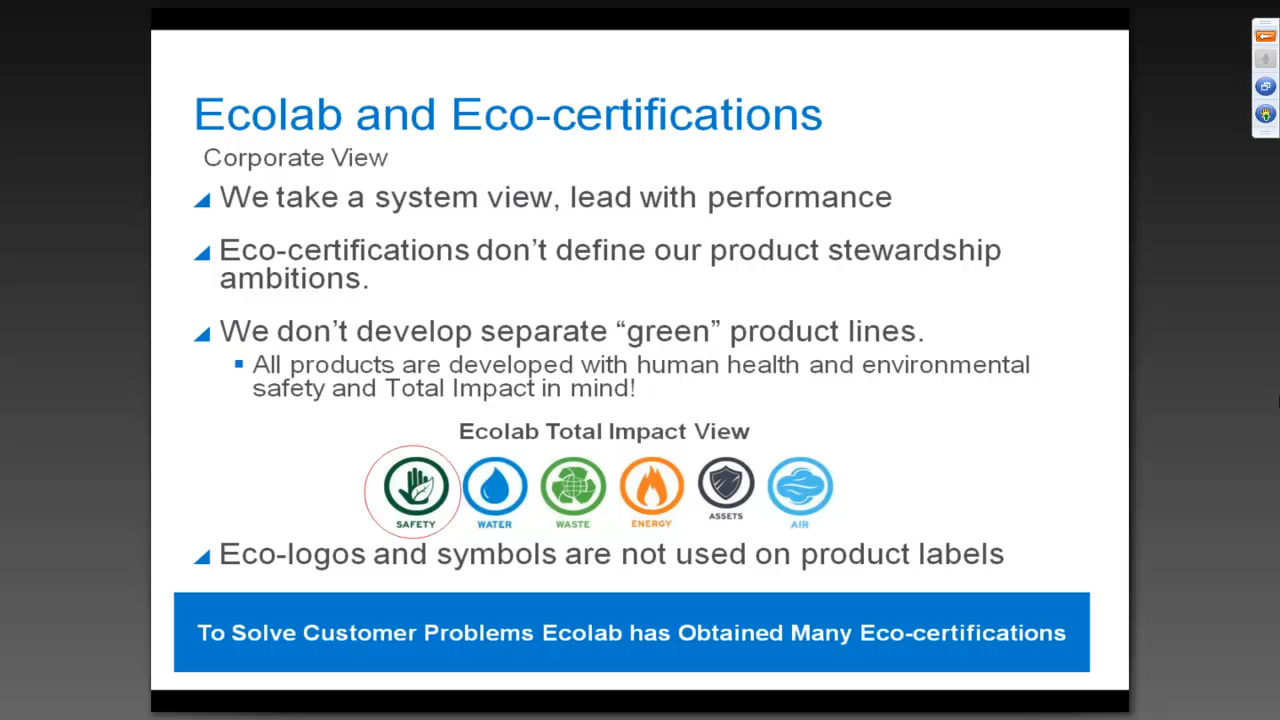 Ecolab and Eco-certifications
Corporate View
We take a system view, lead with performance
Eco-certifications don’t define our product stewardship
ambitions.
We don’t develop separate “green” product lines.
All products are developed with human health and environmental
safety and Total Impact in mind!
Ecolab Total Impact View
SAFETY WATER WASTE ENERGY ASSETS AIR
Eco-logos and symbols are not used on product labels
To Solve Customer Problems Ecolab has Obtained Many Eco-certifications